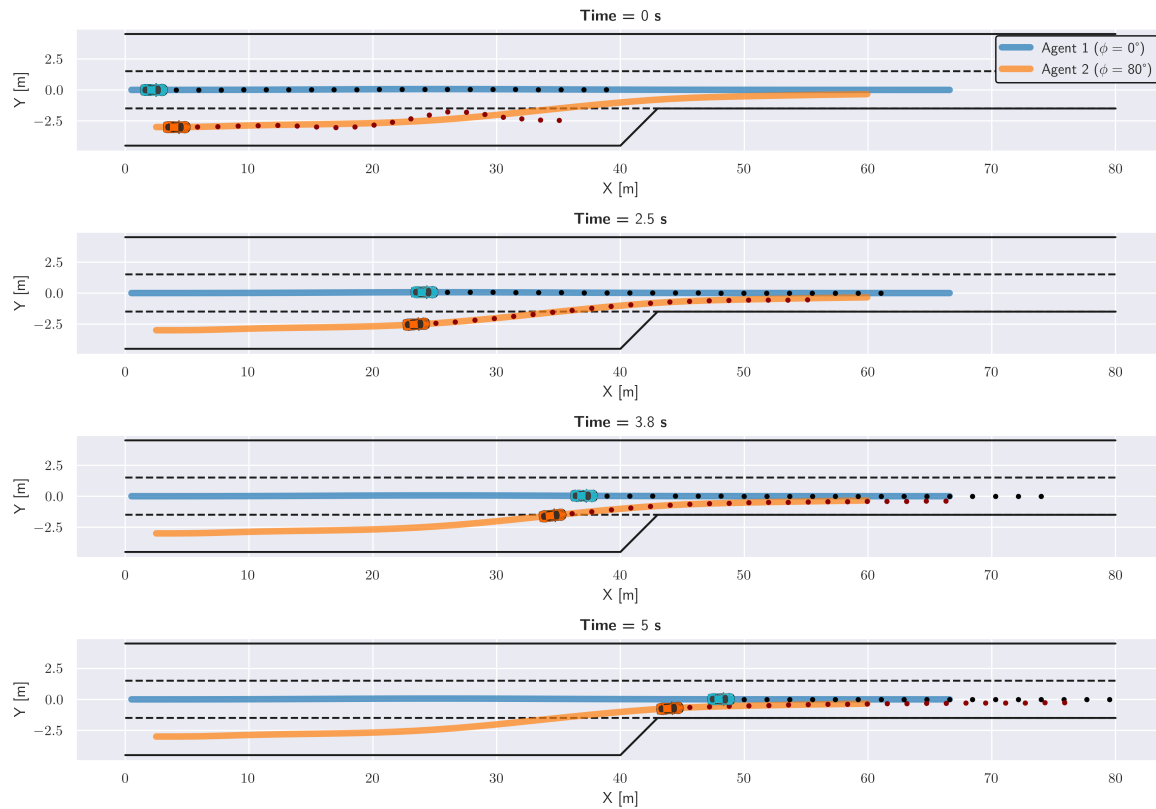 Time = 0 s
Y [m]
2.5
0.0
−2.5
Agent 1 (ϕ = 0°)
Agent 2 (ϕ = 80°)
0 10 20 30 40 50 60 70 80
X [m]
Time = 2.5 s
Y [m]
2.5
0.0
−2.5
0 10 20 30 40 50 60 70 80
X [m]
Time = 3.8 s
Y [m]
2.5
0.0
−2.5
0 10 20 30 40 50 60 70 80
X [m]
Time = 5 s
Y [m]
2.5
0.0
−2.5
0 10 20 30 40 50 60 70 80
X [m]